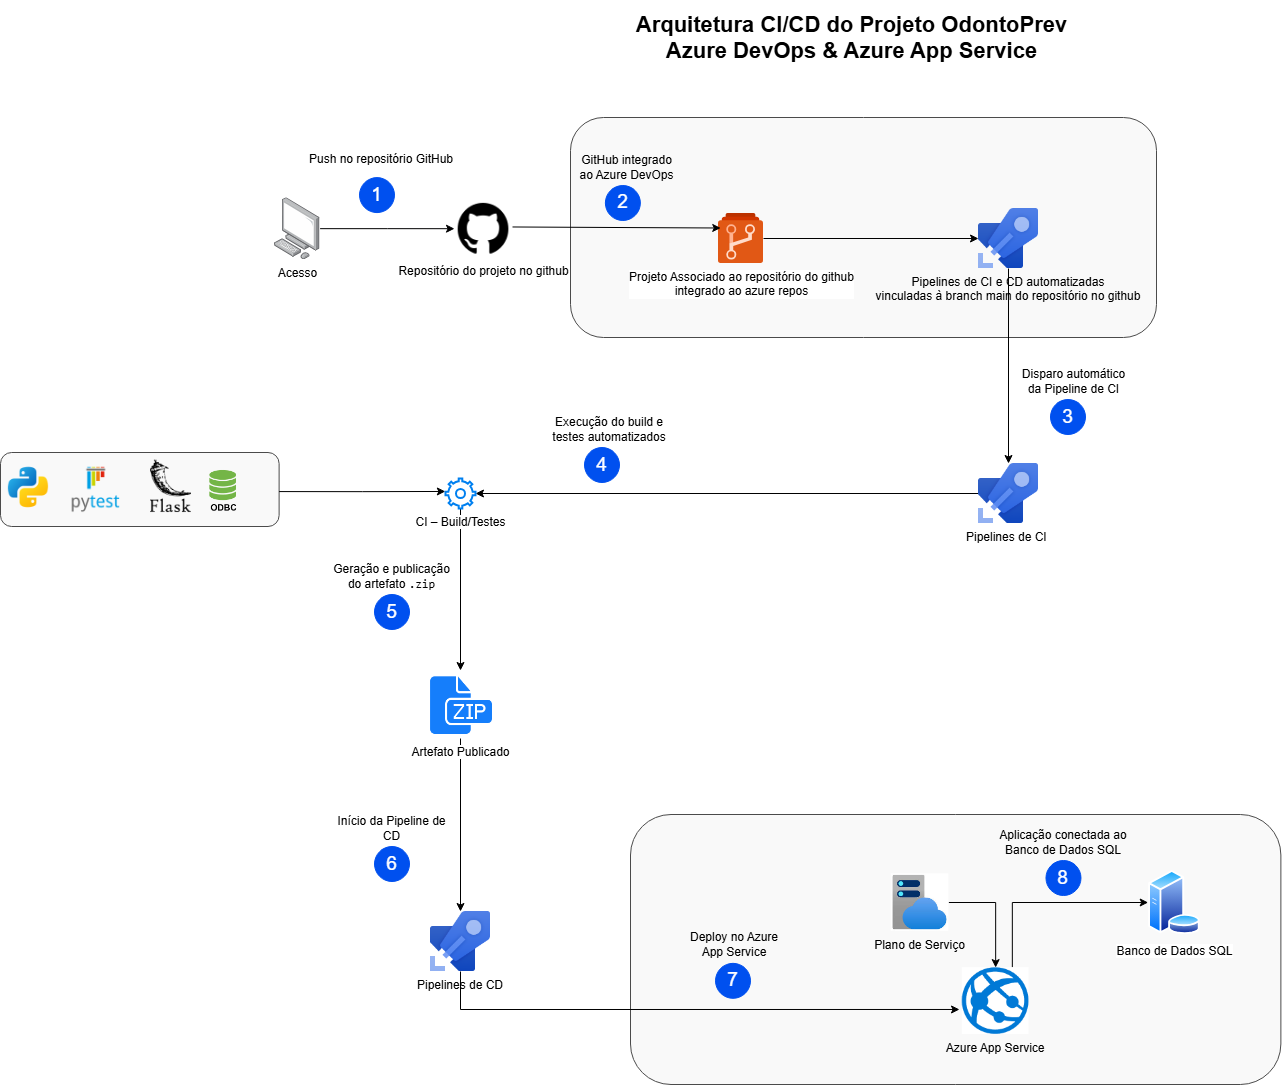 Arquitetura CI/CD do Projeto OdontoPrev
Azure DevOps & Azure App Service
Push no repositório GitHub
1
Acesso
Repositório do projeto no github
GitHub integrado
ao Azure DevOps
2
Projeto Associado ao repositório do github
integrado ao azure repos
Pipelines de CI e CD automatizadas
vinculadas à branch main do repositório no github
Disparo automático
da Pipeline de CI
3
Execução do build e
testes automatizados
4
pytest
Flask
ODBC
CI – Build/Testes
Pipelines de CI
Geração e publicação
do artefato .zip
5
ZIP
Artefato Publicado
Início da Pipeline de
CD
6
Pipelines de CD
Deploy no Azure
App Service
7
Plano de Serviço
Aplicação conectada ao
Banco de Dados SQL
8
Banco de Dados SQL
Azure App Service